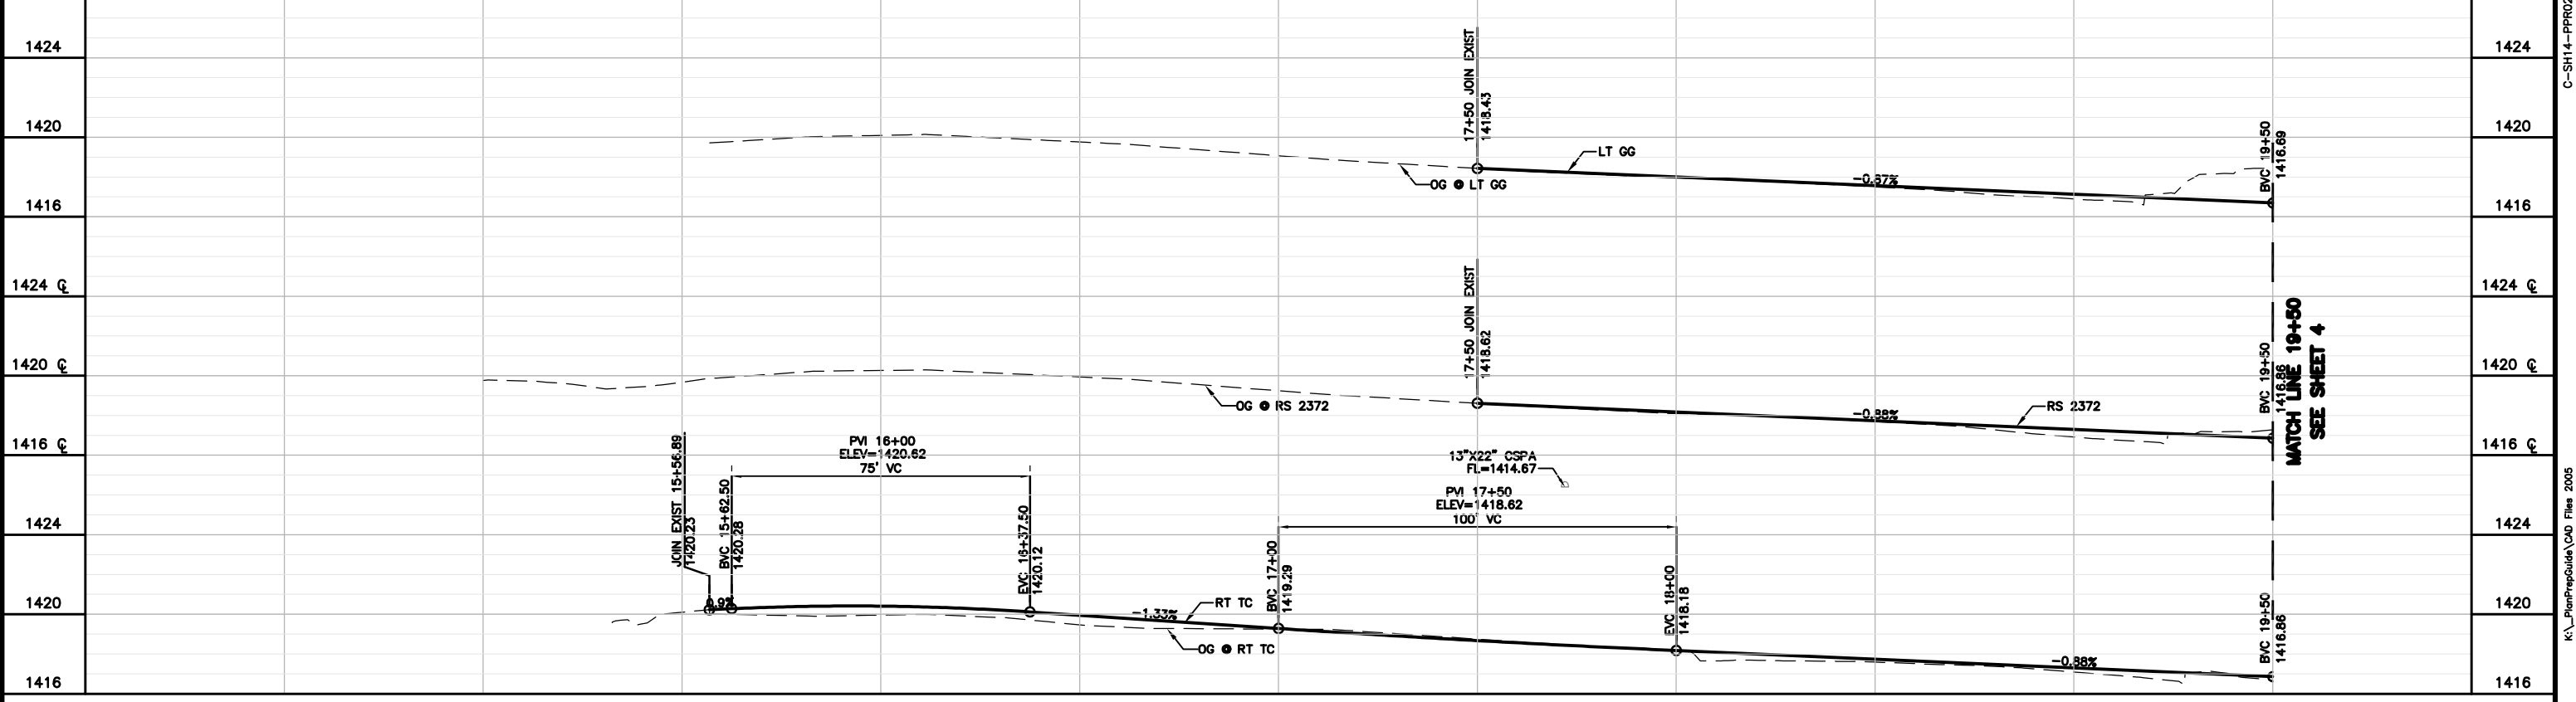 C-SH14-PPR02
1424
1424
1420
1420
1416
1416
17+50 JOIN EXIST
1418.43
LT GG
OG @ LT GG
-0.87%
BVC 19+50
1416.69
1424 ℄
1424 ℄
1420 ℄
1420 ℄
1416 ℄
1416 ℄
17+50 JOIN EXIST
1418.62
OG @ RS 2372
-0.88%
RS 2372
BVC 19+50
1416.86
MATCH LINE 19+50
SEE SHEET 4
1424
1424
1420
1420
1416
1416
JOIN EXIST 15+56.89
1420.23
BVC 15+62.50
1420.28
PVI 16+00
ELEV=1420.62
75' VC
EVC 16+37.50
1420.12
0.9%
-1.33%
RT TC
OG @ RT TC
BVC 17+00
1419.29
13"X22" CSPA
FL=1414.67
PVI 17+50
ELEV=1418.62
100' VC
EVC 18+00
1418.18
-0.88%
BVC 19+50
1416.86
K:\_PlanPrepGuide\CAD Files 2005